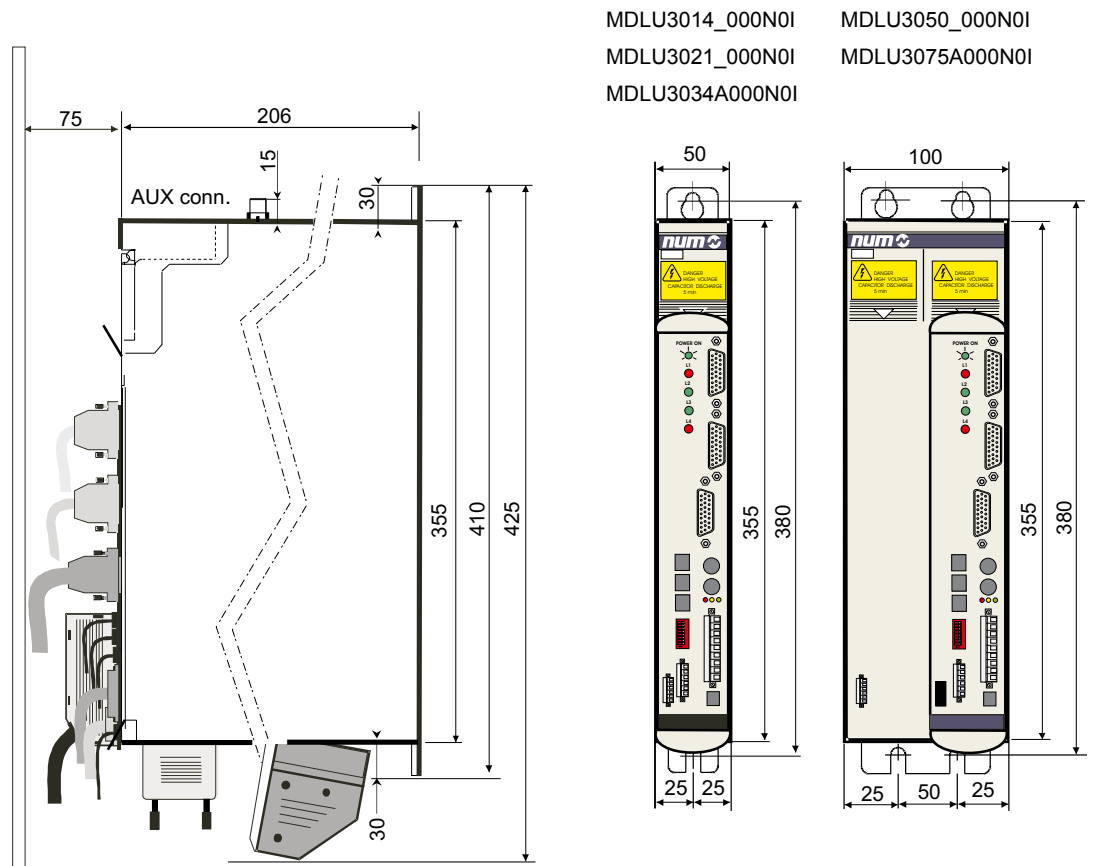 MDLU3014_000N0I MDLU3050_000N0I
MDLU3021_000N0I MDLU3075A000N0I
MDLU3034A000N0I
75
206
15
30
AUX conn.
355
410
425
30
50
num
DANGER
HIGH VOLTAGE
CAPACITOR DISCHARGE
5 min
POWER ON
L1
L2
L3
L4
355
380
25
25
100
num
DANGER
HIGH VOLTAGE
CAPACITOR DISCHARGE
5 min
DANGER
HIGH VOLTAGE
CAPACITOR DISCHARGE
5 min
POWER ON
L1
L2
L3
L4
355
380
25
50
25